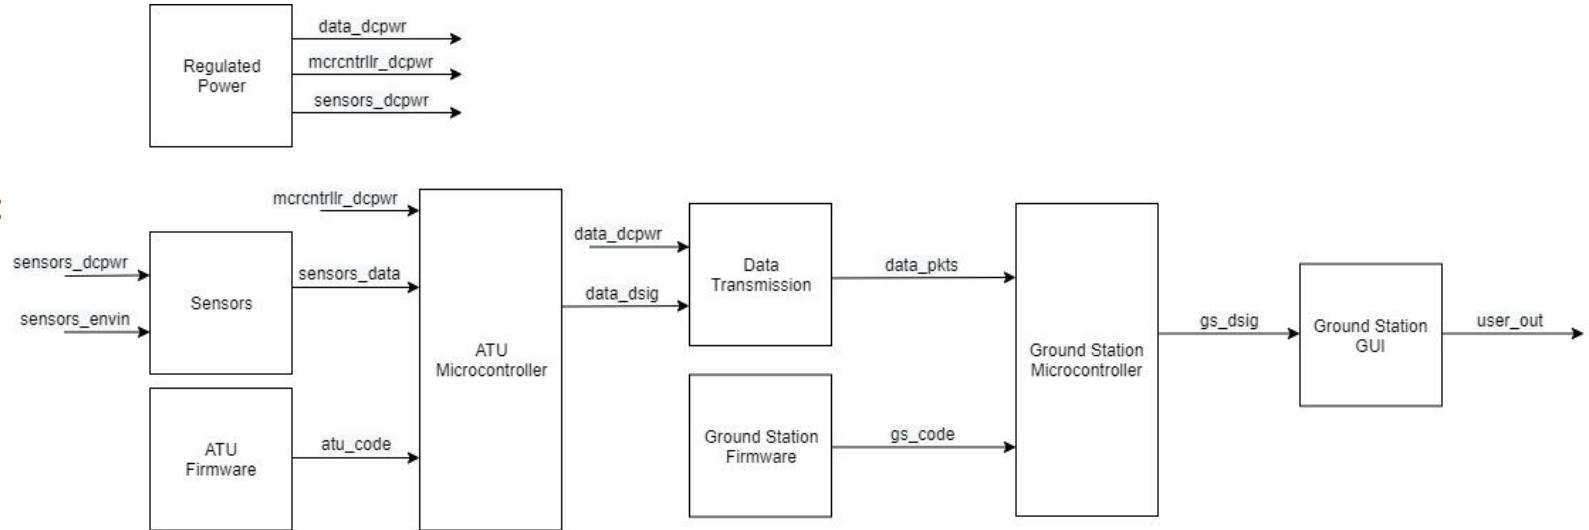 data_dcpwr
Regulated
Power
mcrcntrllr_dcpwr
sensors_dcpwr
:
mcrcntrllr_dcpwr
sensors_dcpwr
sensors_envin
Sensors
sensors_data
ATU
Firmware
atu_code
ATU
Microcontroller
data_dcpwr
data_dsig
Data
Transmission
data_pkts
Ground Station
Firmware
gs_code
Ground Station
Microcontroller
gs_dsig
Ground Station
GUI
user_out